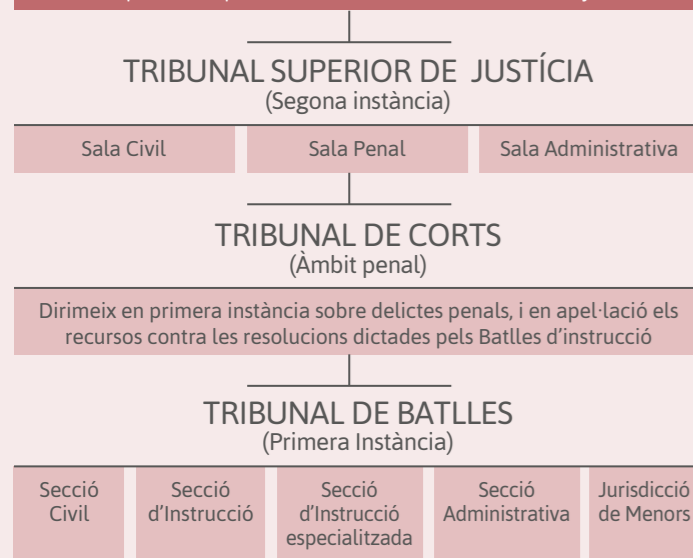 TRIBUNAL SUPERIOR DE JUSTÍCIA
(Segona instància)
Sala Civil
Sala Penal
Sala Administrativa
TRIBUNAL DE CORTS
(Àmbit penal)
Dirimeix en primera instància sobre delictes penals, i en apel·lació els
recursos contra les resolucions dictades pels Batlles d’instrucció
TRIBUNAL DE BATLLES
(Primera Instància)
Secció
Civil
Secció
d’Instrucció
Secció
d’Instrucció
especialitzada
Secció
Administrativa
Jurisdicció
de Menors